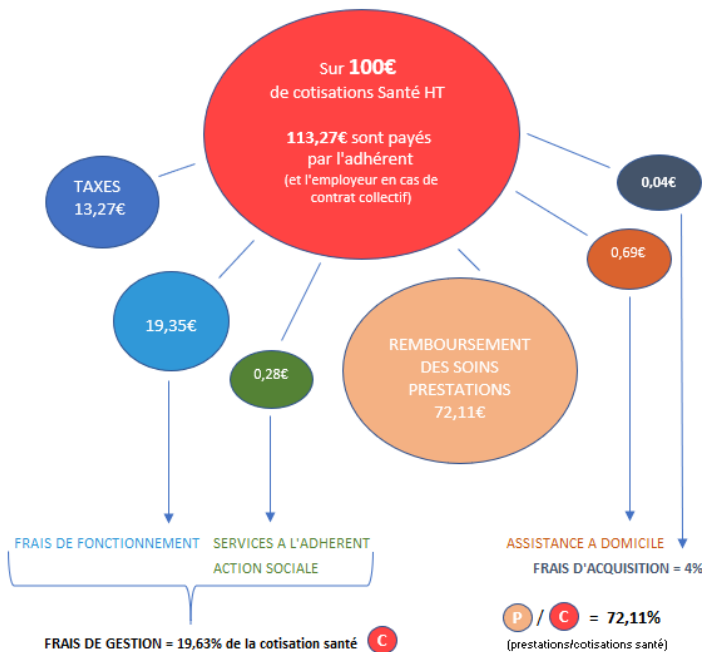 Sur 100€
de cotisations Santé HT
113,27€ sont payés
par l'adhérent
(et l'employeur en cas de
contrat collectif)
TAXES
13,27€
0,04€
0,69€
19,35€
0,28€
REMBOURSEMENT
DES SOINS
PRESTATIONS
72,11€
FRAIS DE FONCTIONNEMENT
SERVICES A L'ADHERENT
ACTION SOCIALE
ASSISTANCE A DOMICILE
FRAIS D'ACQUISITION = 4%
P / C = 72,11%
(prestations/cotisations santé)
FRAIS DE GESTION = 19,63% de la cotisation santé C